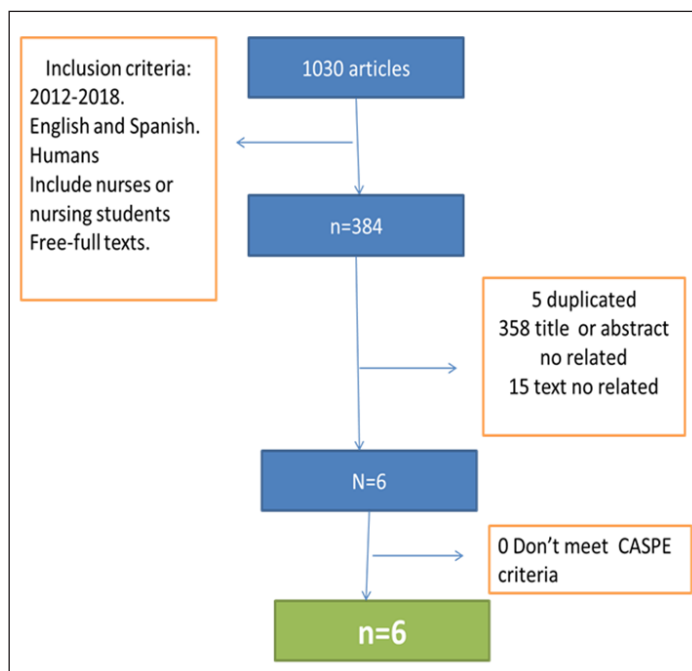 1030 articles
Inclusion criteria:
2012-2018.
English and Spanish.
Humans
Include nurses or
nursing students
Free-full texts.
n=384
5 duplicated
358 title or abstract
no related
15 text no related
N=6
0 Don’t meet CASPE
criteria
n=6